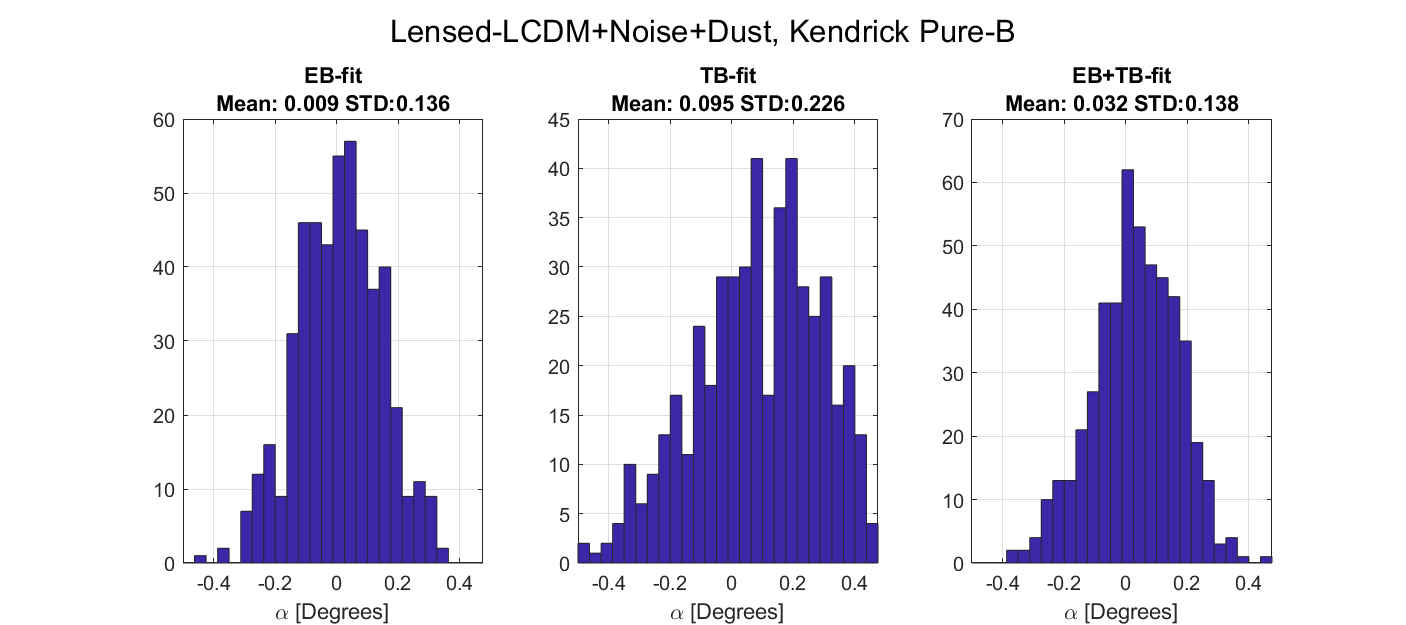 Lensed-LCDM+Noise+Dust, Kendrick Pure-B
EB-fit
Mean: 0.009 STD:0.136
60
50
40
30
20
10
0
-0.4 -0.2 0 0.2 0.4
α [Degrees]
TB-fit
Mean: 0.095 STD:0.226
45
40
35
30
25
20
15
10
5
0
-0.4 -0.2 0 0.2 0.4
α [Degrees]
EB+TB-fit
Mean: 0.032 STD:0.138
70
60
50
40
30
20
10
0
-0.4 -0.2 0 0.2 0.4
α [Degrees]